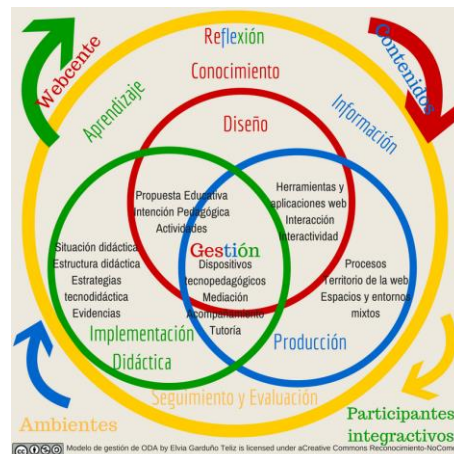 Webcente
Contenidos
Reflexión
Conocimiento
Aprendizaje
Información
Diseño
Propuesta Educativa
Intención Pedagógica
Actividades
Herramientas y
aplicaciones web
Interacción
Interactividad
Gestión
Dispositivos
tecnopedagógicos
Mediación
Acompañamiento
Tutoría
Situación didáctica
Estructura didáctica
Estrategias
tecnodidáctica
Evidencias
Procesos
Territorio de la web
Espacios y entornos
mixtos
Implementación
Didáctica
Producción
Seguimiento y Evaluación
Ambientes
Participantes
integractivos
Modelo de gestión de ODA by Elvia Garduño Teliz is licensed under aCreative Commons Reconocimiento-NoCome